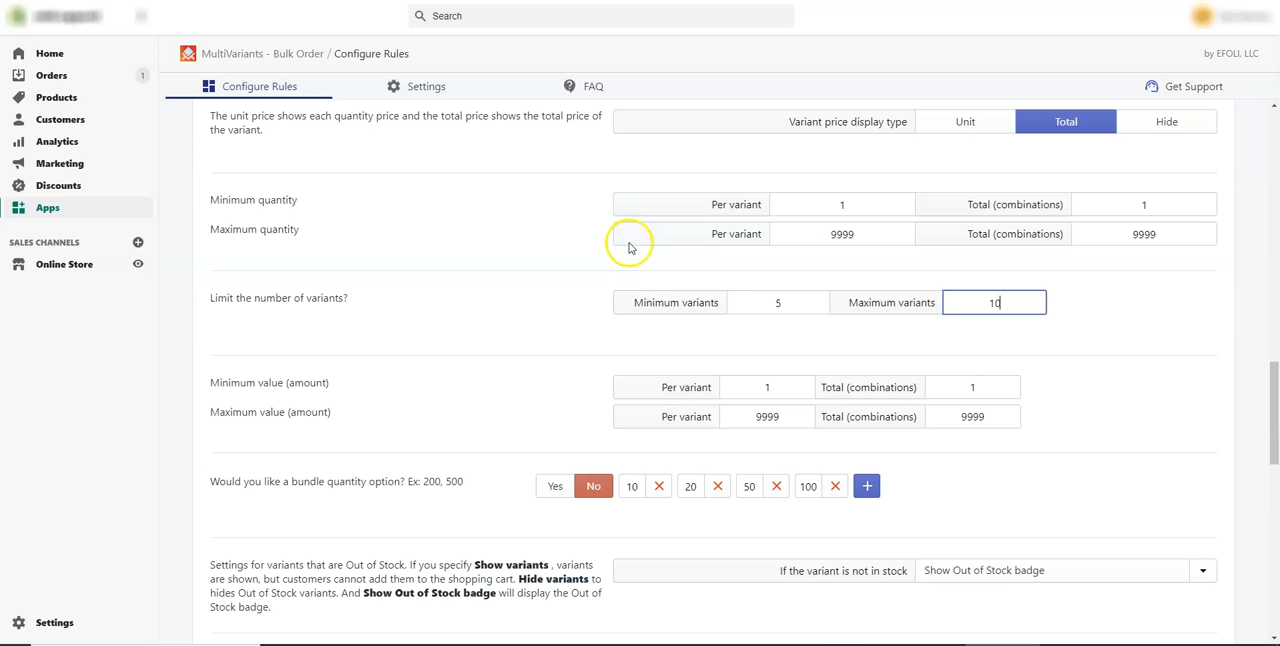 Search
Home
Orders 1
Products
Customers
Analytics
Marketing
Discounts
Apps
SALES CHANNELS
Online Store
Settings
MultiVariants - Bulk Order / Configure Rules
by EFOLI, LLC
Configure Rules
Settings
FAQ
Get Support
The unit price shows each quantity price and the total price shows the total price of
the variant.
Variant price display type Unit Total Hide
Minimum quantity Per variant 1 Total (combinations) 1
Maximum quantity Per variant 9999 Total (combinations) 9999
Limit the number of variants? Minimum variants 5 Maximum variants 10
Minimum value (amount) Per variant 1 Total (combinations) 1
Maximum value (amount) Per variant 9999 Total (combinations) 9999
Would you like a bundle quantity option? Ex: 200, 500 Yes No 10 20 50 100 +
Settings for variants that are Out of Stock. If you specify Show variants , variants
are shown, but customers cannot add them to the shopping cart. Hide variants to
hides Out of Stock variants. And Show Out of Stock badge will display the Out of
Stock badge.
If the variant is not in stock Show Out of Stock badge